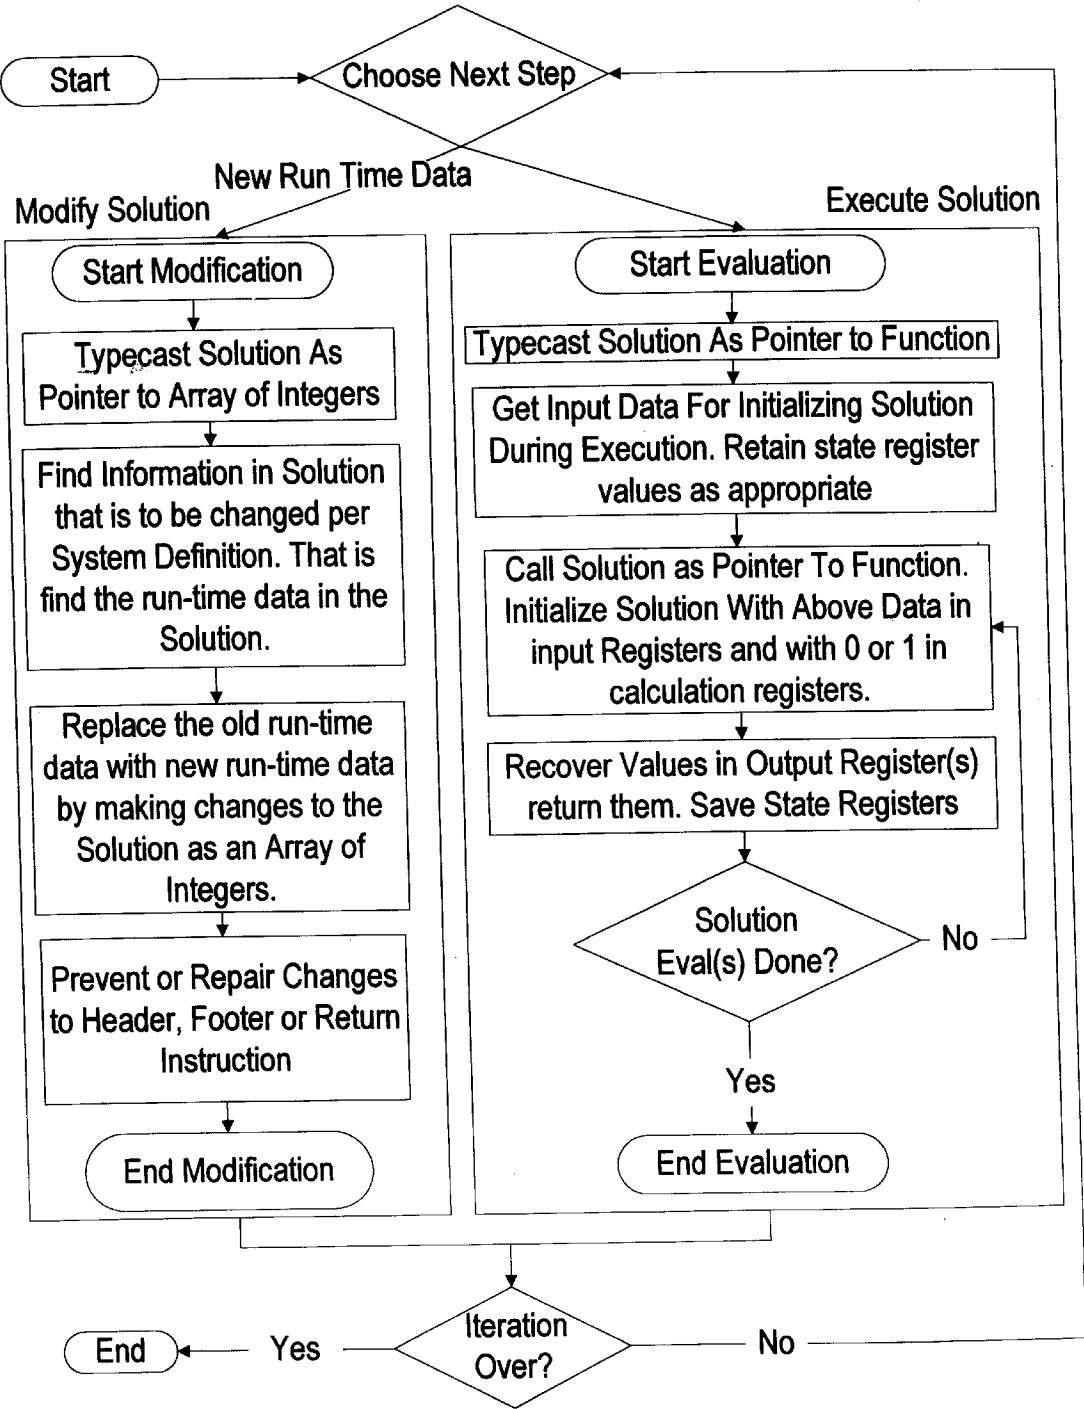 Start
Choose Next Step
New Run Time Data
Modify Solution
Execute Solution
Start Modification
Typecast Solution As
Pointer to Array of Integers
Find Information in Solution
that is to be changed per
System Definition. That is
find the run-time data in the
Solution.
Replace the old run-time
data with new run-time data
by making changes to the
Solution as an Array of
Integers.
Prevent or Repair Changes
to Header, Footer or Return
Instruction
End Modification
Start Evaluation
Typecast Solution As Pointer to Function
Get Input Data For Initializing Solution
During Execution. Retain state register
values as appropriate
Call Solution as Pointer To Function.
Initialize Solution With Above Data in
input Registers and with 0 or 1 in
calculation registers.
Recover Values in Output Register(s)
return them. Save State Registers
Solution
Eval(s) Done?
No
Yes
End Evaluation
Iteration
Over?
Yes
End
No